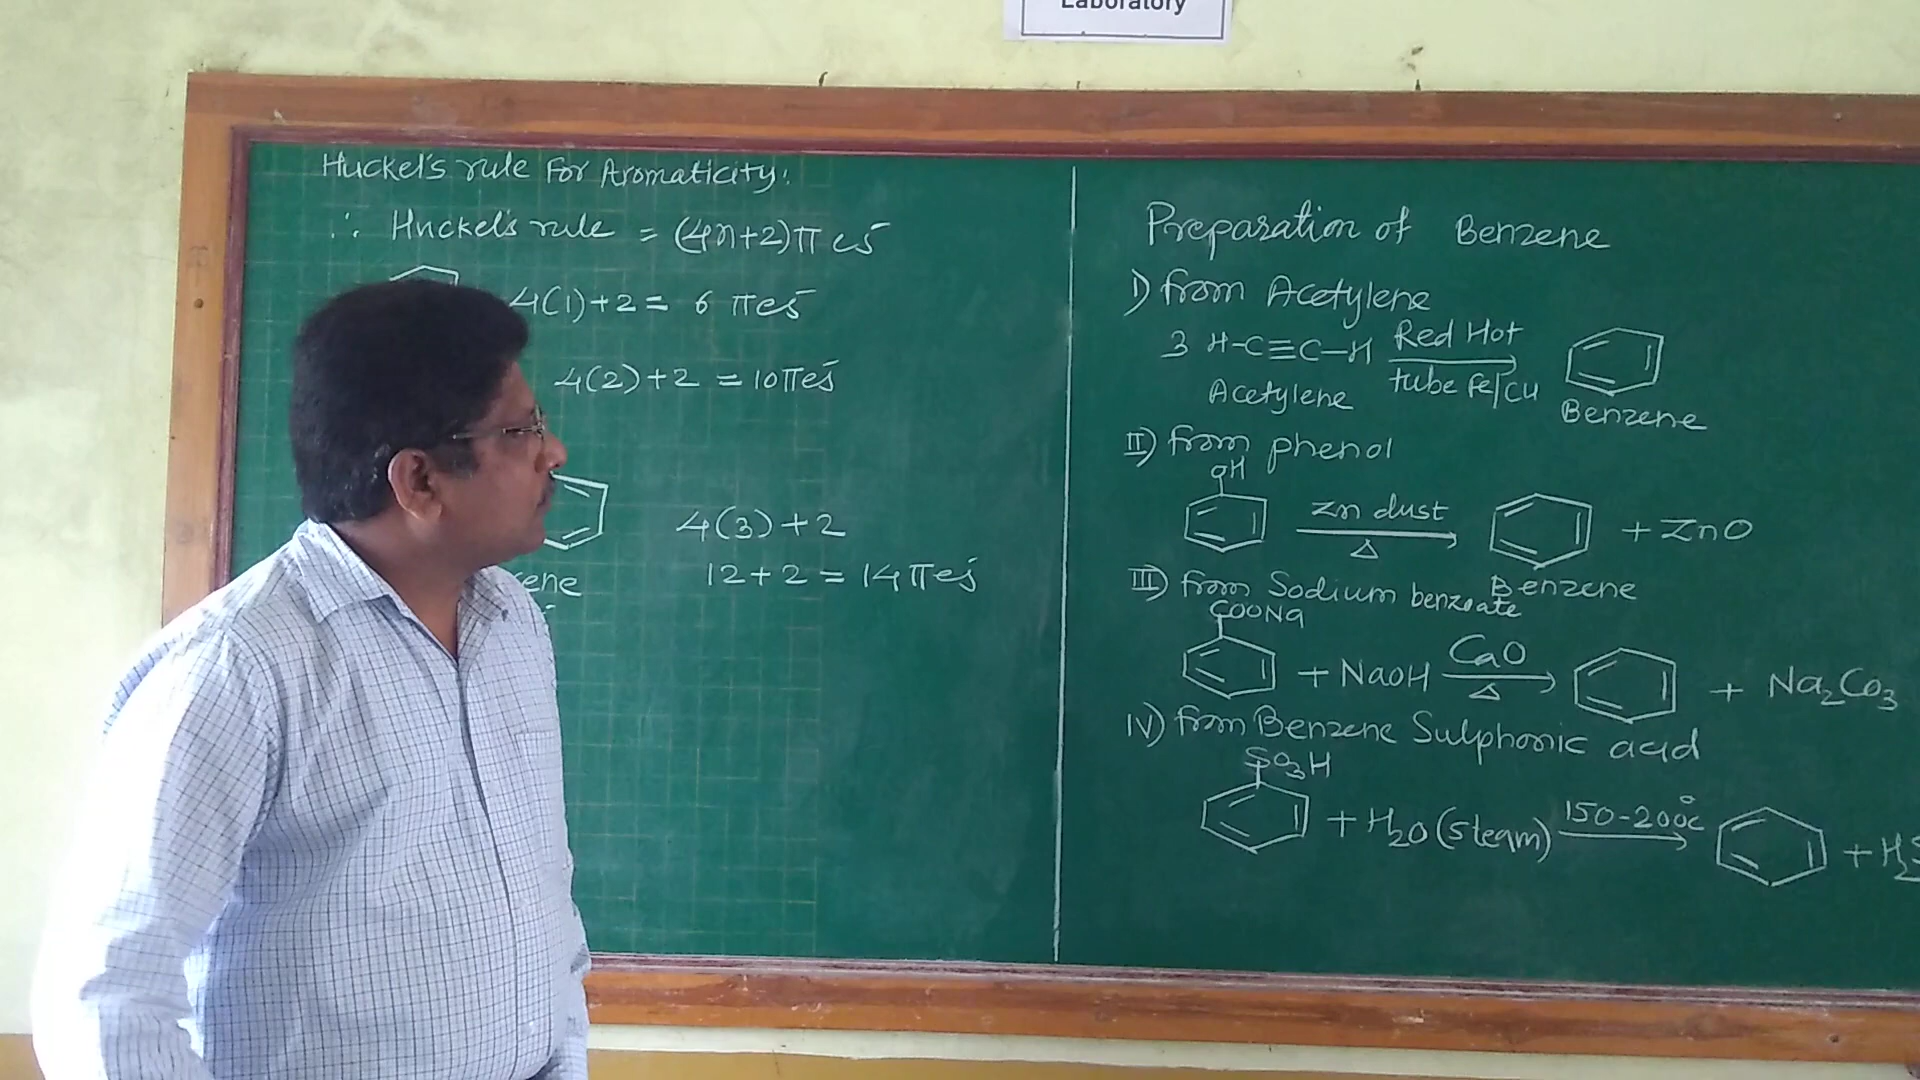 Laboratory
Huckel's rule For Aromaticity:
∴ Huckel's rule = (4n+2)π es̄
4(1)+2 = 6 πes̄
4(2)+2 = 10πes̄
4(3)+2
12+2 = 14πes̄
Preparation of Benzene
I) from Acetylene
3 H-C≡C-H Red Hot
tube Fe/Cu
Acetylene
Benzene
II) from phenol
OH
Zn dust
Δ
+ ZnO
Benzene
III) from Sodium benzoate
COONa
+ NaOH CaO
Δ
+ Na2CO3
IV) from Benzene Sulphonic acid
SO3H
+ H2O (steam) 150-200°c
+ H2S